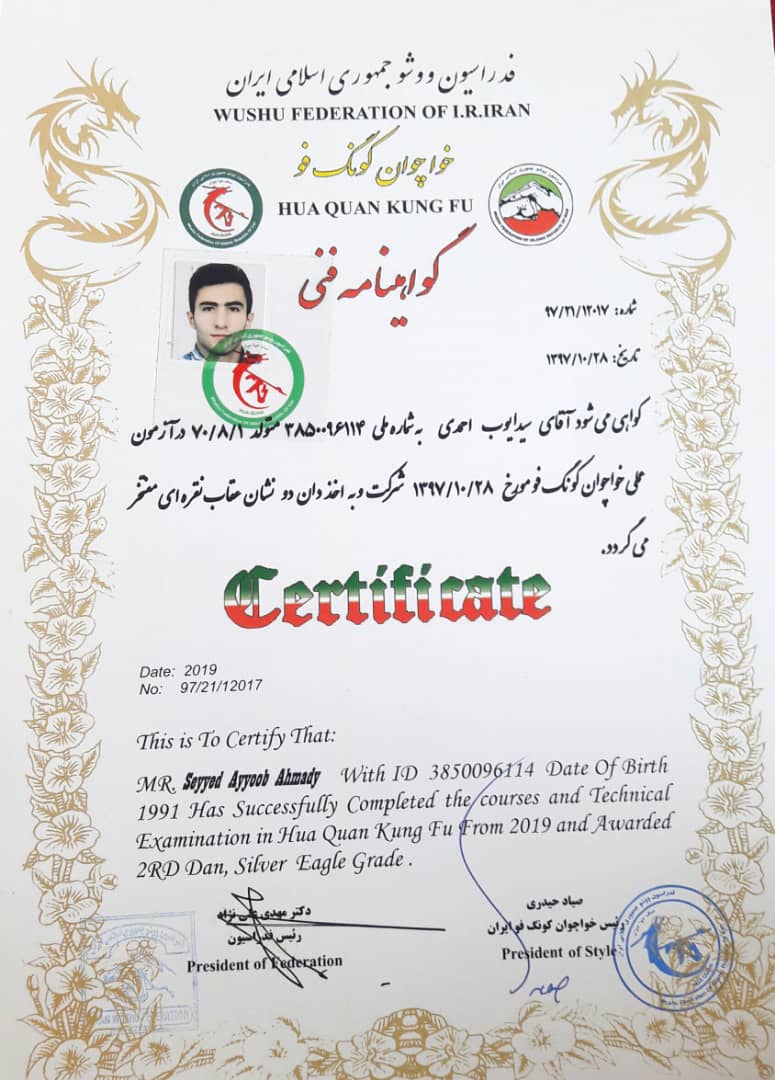 فدراسیون ووشو جمهوری اسلامی ایران
WUSHU FEDERATION OF I.R.IRAN
خواچوان کونگ فو
HUA QUAN KUNG FU
گواهینامه فنی
شماره: ۹۷/۲۱/۱۲۰۱۷
تاریخ: ۱۳۹۷/۱۰/۲۸
گواهی می شود آقای سیدایوب احمدی به شماره ملی ۳۸۵۰۰۹۶۱۱۴ متولد ۷۰/۸/۱ درآزمون
عملی خواچوان کونگ فو مورخ ۱۳۹۷/۱۰/۲۸ شرکت و به اخذ دان دو نشان عقاب نقره ای مفتخر
می گردد.
Certificate
Date: 2019
No: 97/21/12017
This is To Certify That:
MR. Seyyed Ayyoob Ahmady With ID 3850096114 Date Of Birth
1991 Has Successfully Completed the courses and Technical
Examination in Hua Quan Kung Fu From 2019 and Awarded
2RD Dan, Silver Eagle Grade .
دکتر مهدی علی نژاد
رئیس فدراسیون
President of Federation
صیاد حیدری
رئیس خواچوان کونگ فو ایران
President of Style